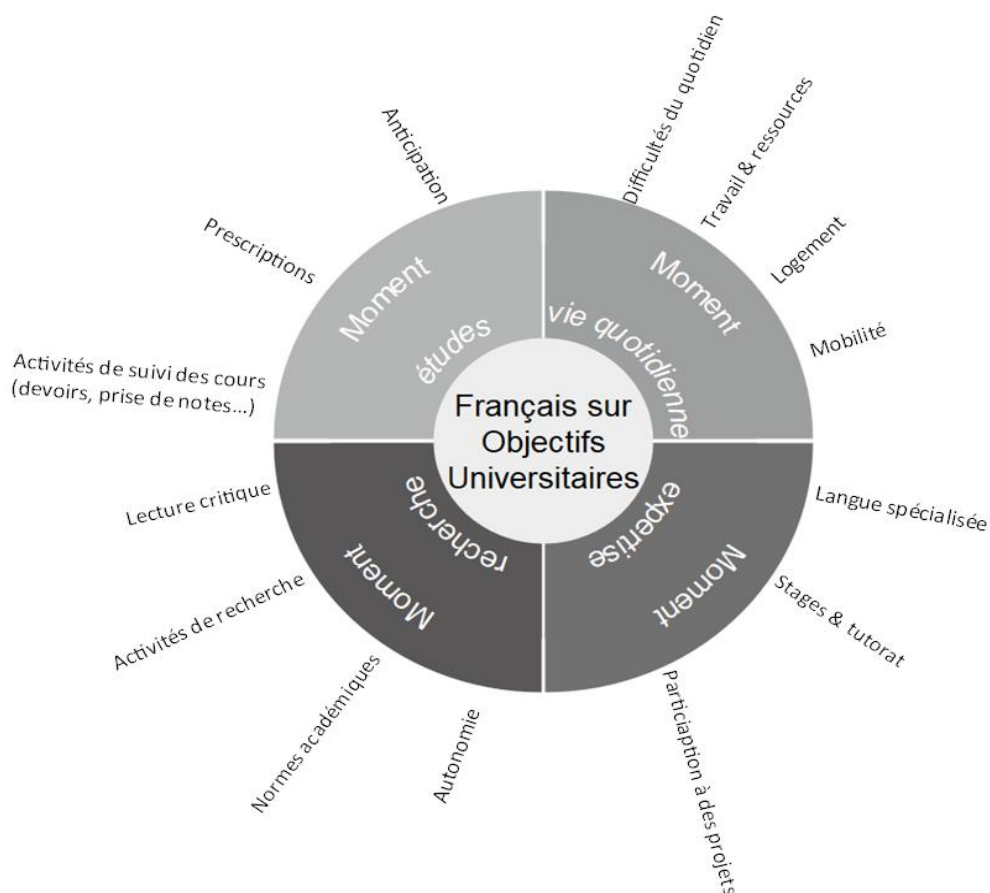 Difficultés du quotidien
Travail & ressources
Logement
Mobilité
Anticipation
Prescriptions
Activités de suivi des cours
(devoirs, prise de notes...)
Moment
études
Moment
vie quotidienne
Français sur
Objectifs
Universitaires
Moment
recherche
Moment
expertise
Lecture critique
Activités de recherche
Normes académiques
Autonomie
Langue spécialisée
Stages & tutorat
Particiaption à des projets